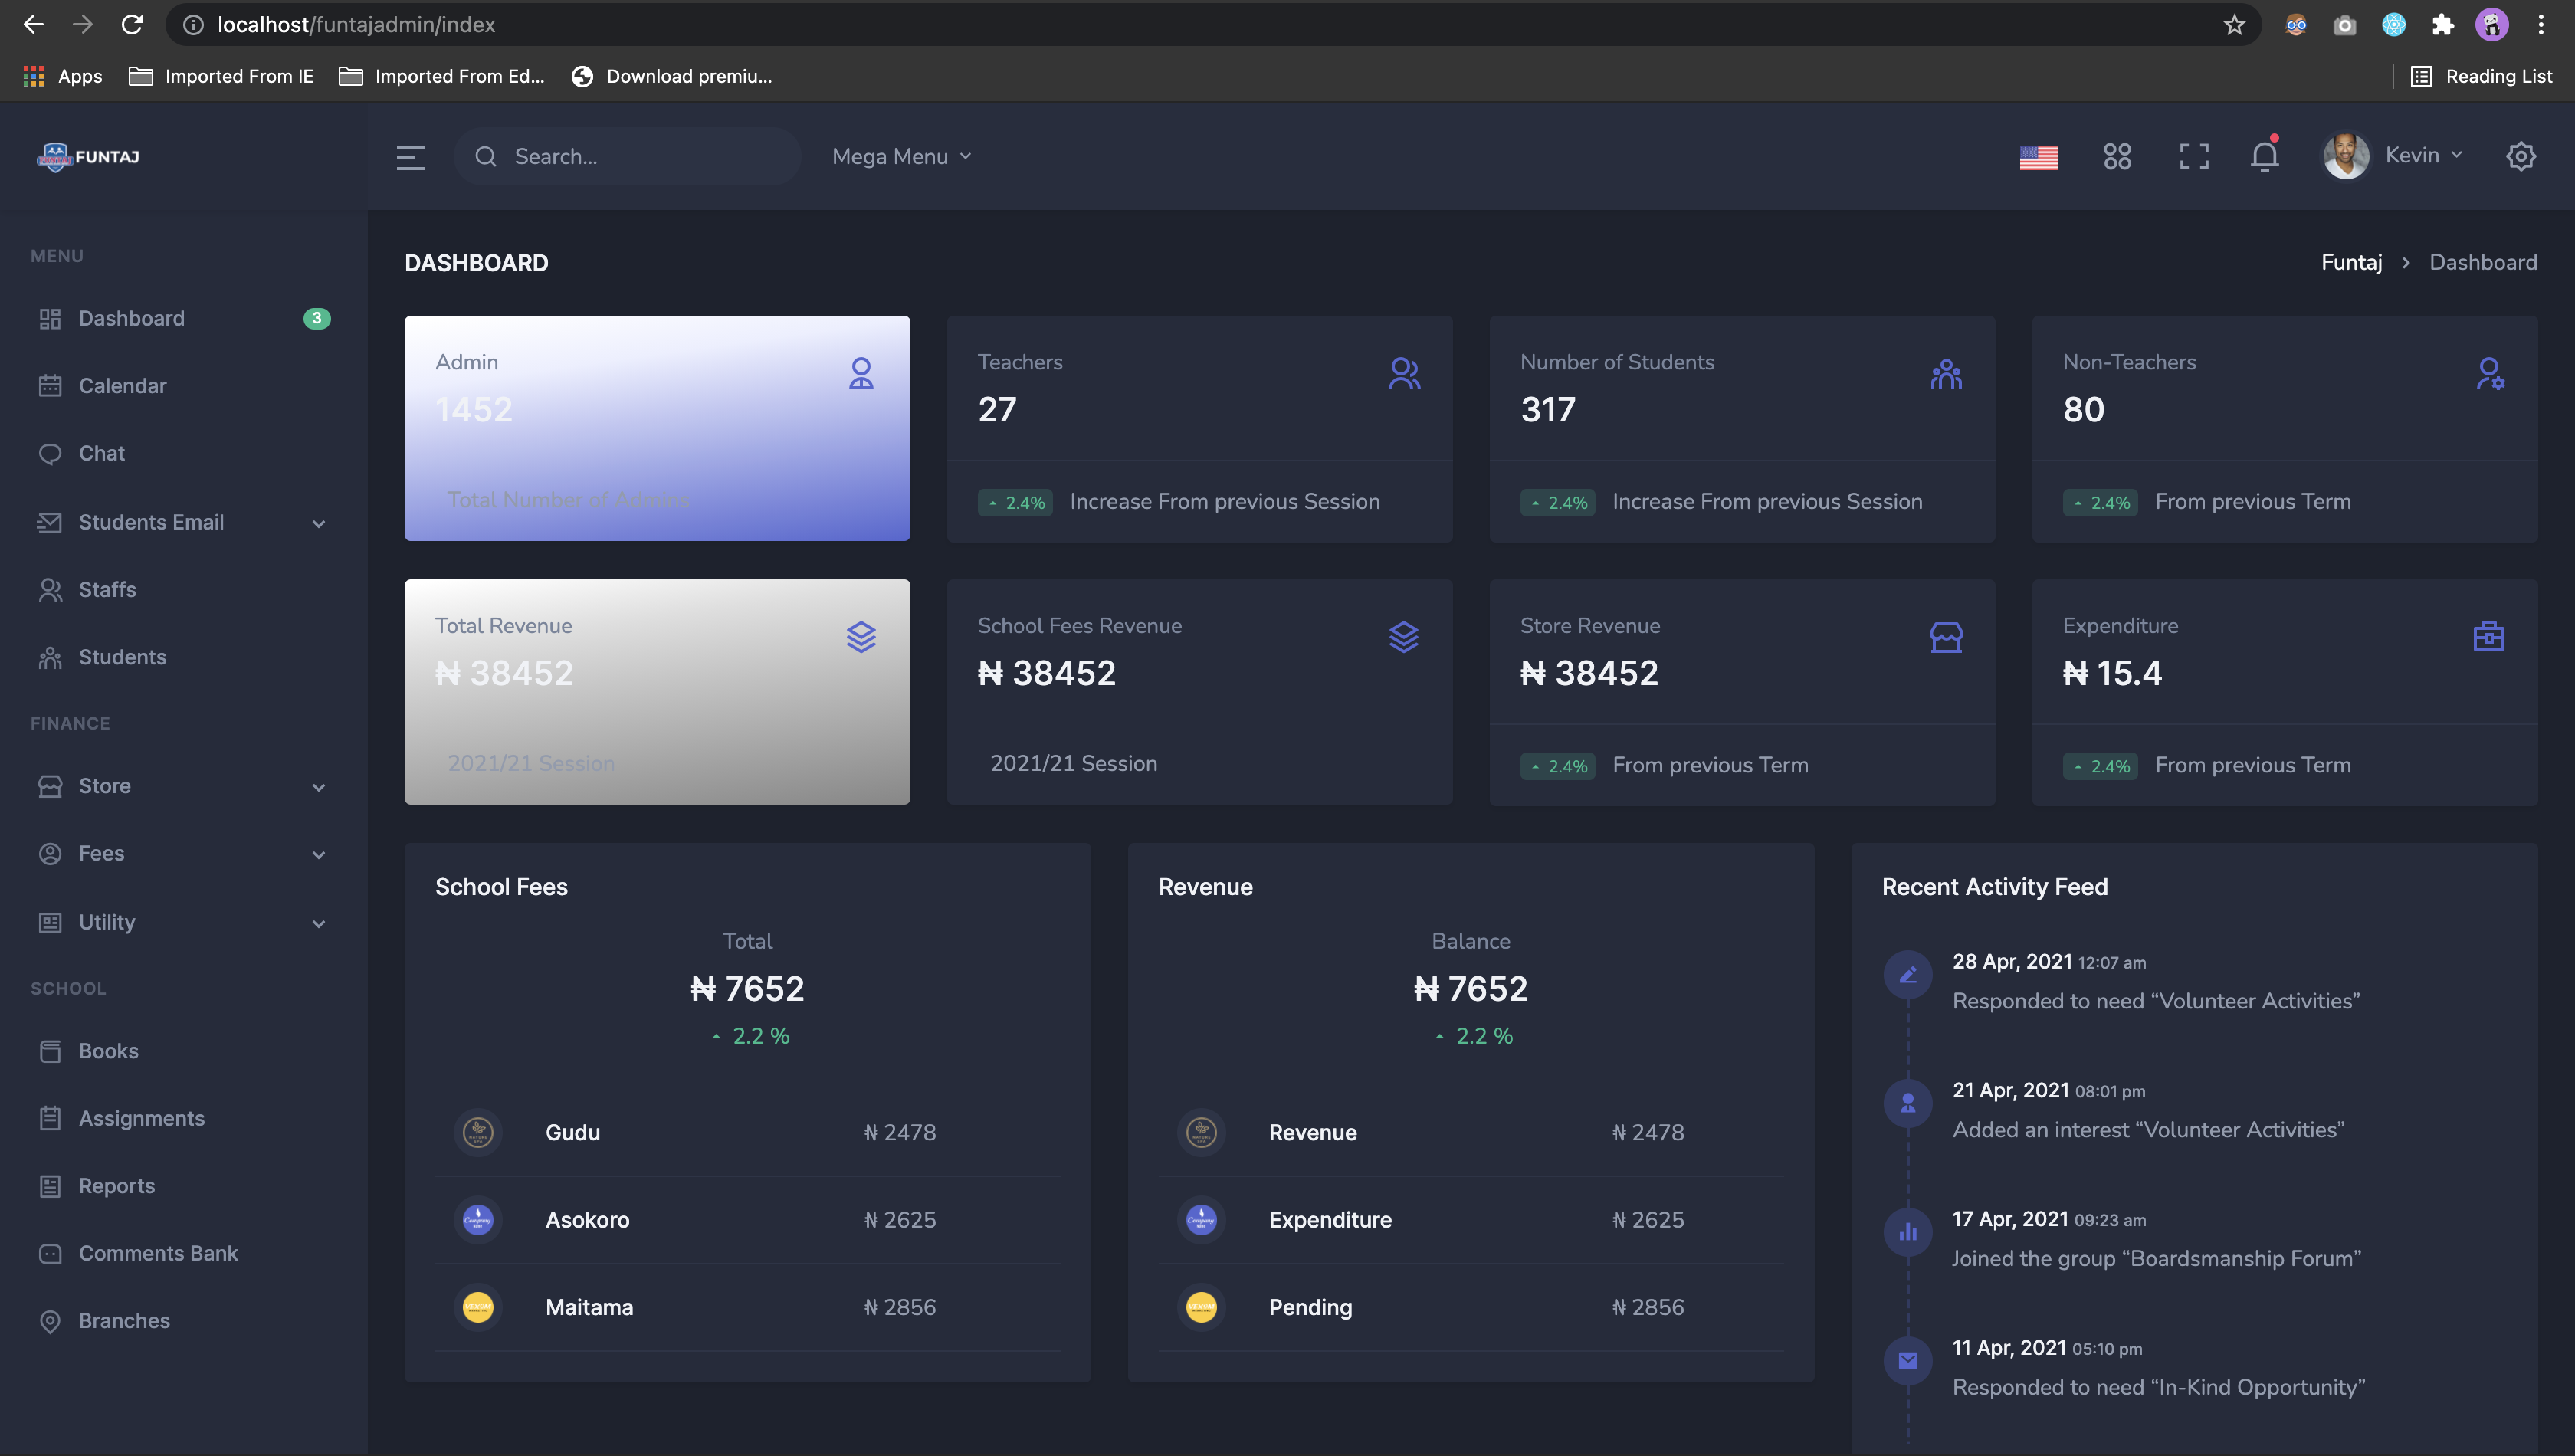 localhost/funtajadmin/index
Apps
Imported From IE
Imported From Ed...
Download premiu...
Reading List
FUNTAJ
Search...
Mega Menu
Kevin
MENU
Dashboard
3
Calendar
Chat
Students Email
Staffs
Students
FINANCE
Store
Fees
Utility
SCHOOL
Books
Assignments
Reports
Comments Bank
Branches
DASHBOARD
Funtaj > Dashboard
Admin
1452
Total Number of Admins
Teachers
27
2.4% Increase From previous Session
Number of Students
317
2.4% Increase From previous Session
Non-Teachers
80
2.4% From previous Term
Total Revenue
₦ 38452
2021/21 Session
School Fees Revenue
₦ 38452
2021/21 Session
Store Revenue
₦ 38452
2.4% From previous Term
Expenditure
₦ 15.4
2.4% From previous Term
School Fees
Total
₦ 7652
2.2 %
Gudu ₦ 2478
Asokoro ₦ 2625
Maitama ₦ 2856
Revenue
Balance
₦ 7652
2.2 %
Revenue ₦ 2478
Expenditure ₦ 2625
Pending ₦ 2856
Recent Activity Feed
28 Apr, 2021 12:07 am
Responded to need “Volunteer Activities”
21 Apr, 2021 08:01 pm
Added an interest “Volunteer Activities”
17 Apr, 2021 09:23 am
Joined the group “Boardsmanship Forum”
11 Apr, 2021 05:10 pm
Responded to need “In-Kind Opportunity”